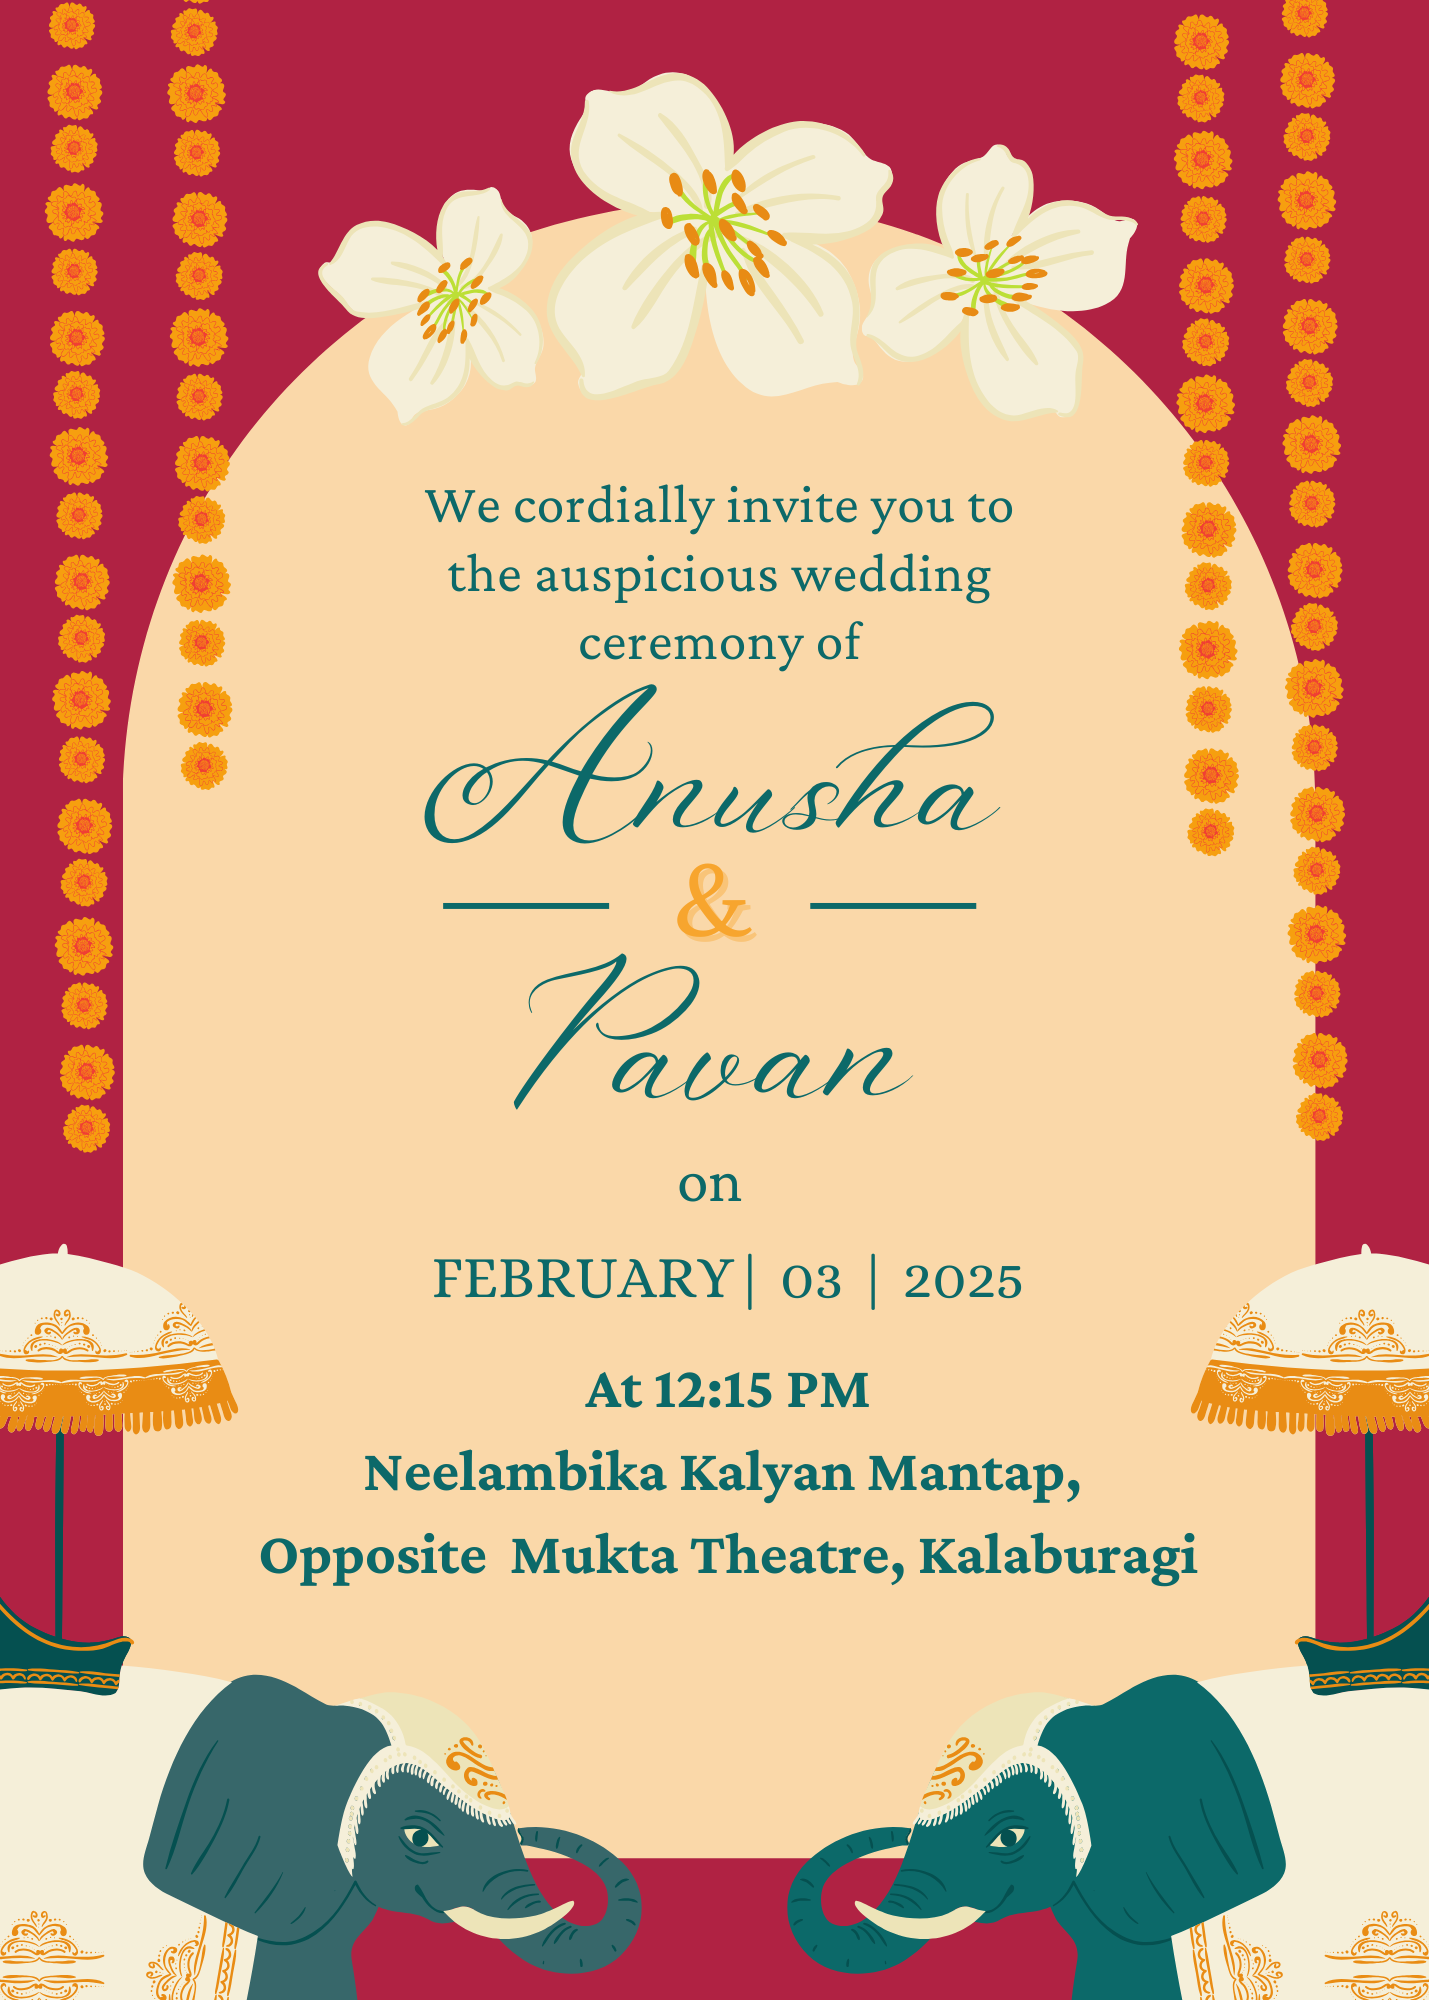 We cordially invite you to
the auspicious wedding
ceremony of
Anusha
&
Pavan
on
FEBRUARY | 03 | 2025
At 12:15 PM
Neelambika Kalyan Mantap,
Opposite Mukta Theatre, Kalaburagi